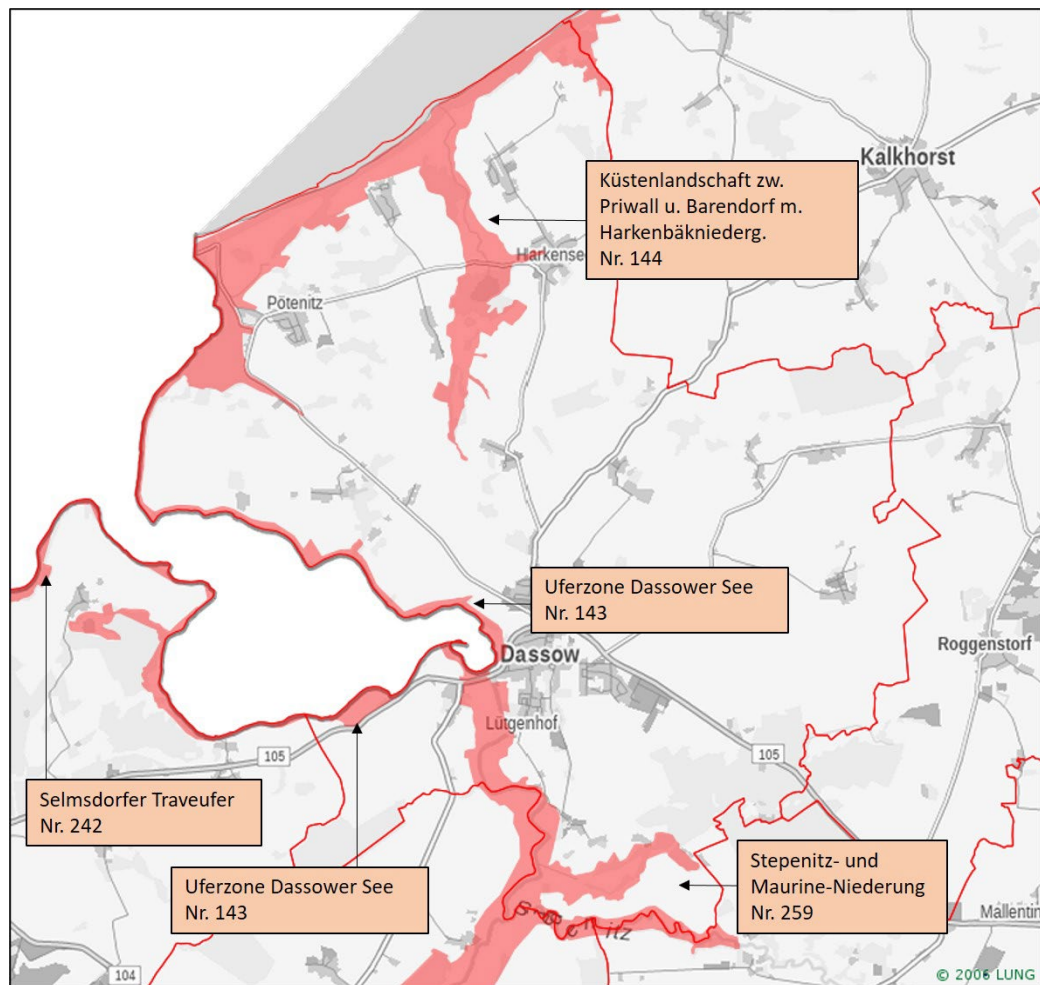 Kalkhorst
Küstenlandschaft zw.
Priwall u. Barendorf m.
Harkenbäkniederg.
Nr. 144
Harkensee
Pötenitz
Uferzone Dassower See
Nr. 143
Dassow
Roggenstorf
Lütgenhof
105
105
Selmsdorfer Traveufer
Nr. 242
Uferzone Dassower See
Nr. 143
Stepenitz- und
Maurine-Niederung
Nr. 259
Mallentin
104
© 2006 LUNG